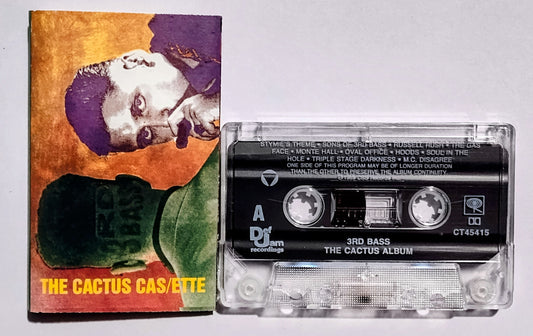 THE CACTUS CAS/ETTE
STYMIE'S THEME • SONS OF 3RD BASS • RUSSELL RUSH • THE GAS
FACE • MONTE HALL • OVAL OFFICE • HOODS • SOUL IN THE
HOLE • TRIPLE STAGE DARKNESS • M.C. DISAGREE
ONE SIDE OF THIS PROGRAM MAY BE OF LONGER DURATION
THAN THE OTHER TO PRESERVE THE ALBUM CONTINUITY.
A
Def Jam
recordings
CT45415
3RD BASS
THE CACTUS ALBUM